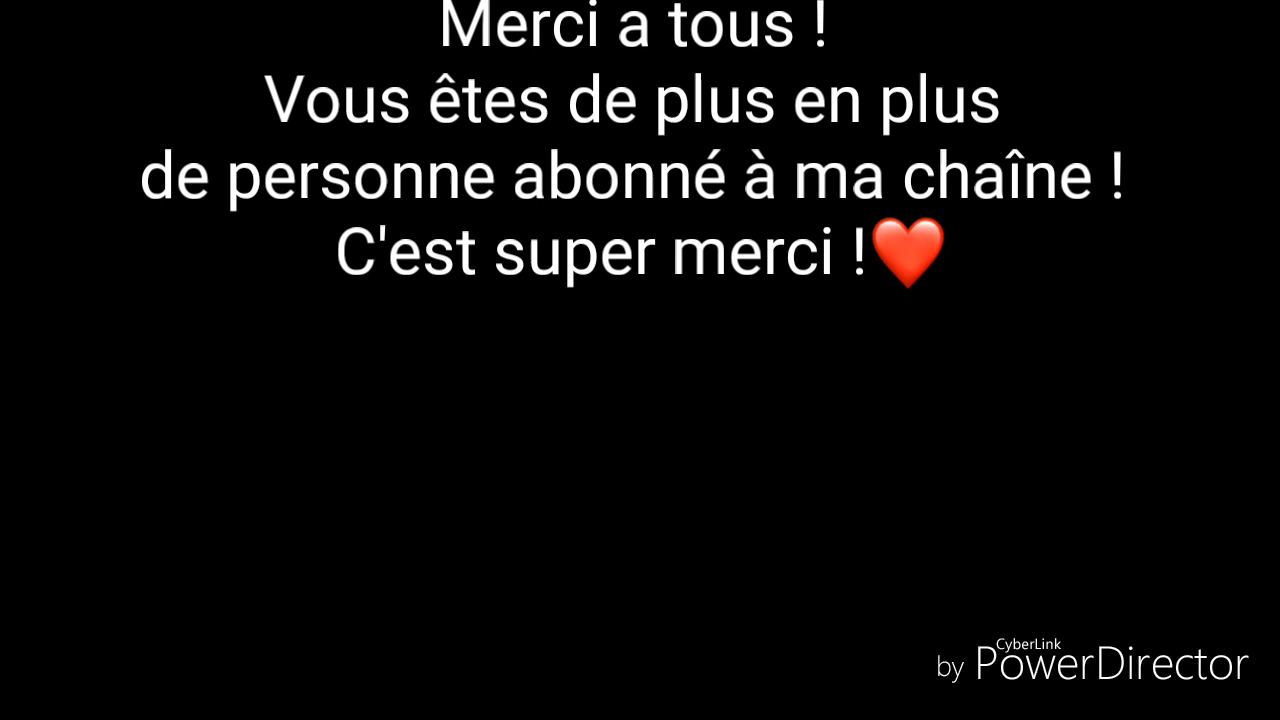 Merci a tous !
Vous êtes de plus en plus
de personne abonné à ma chaîne !
C'est super merci !❤️
CyberLink
by PowerDirector